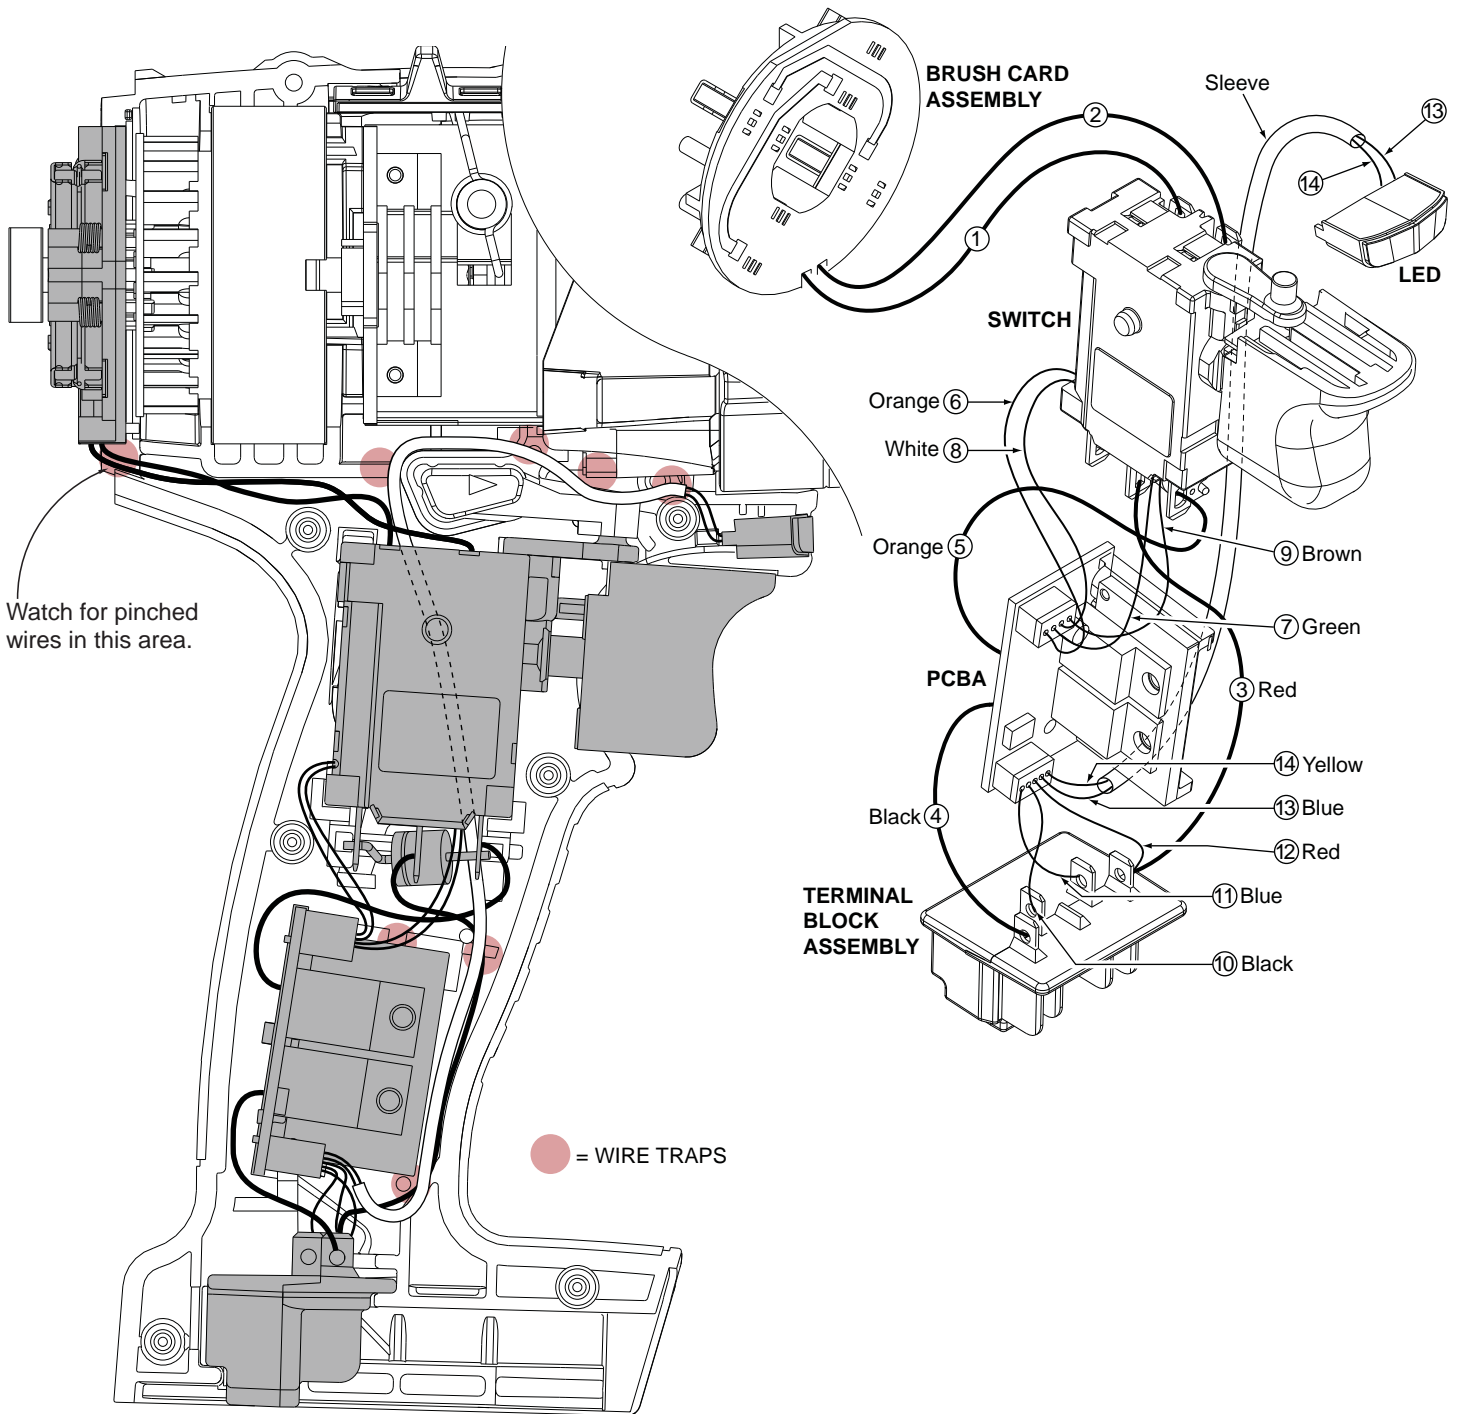 BRUSH CARD
ASSEMBLY
Sleeve
2
13
14
1
LED
SWITCH
Orange 6
White 8
Orange 5
9 Brown
Watch for pinched
wires in this area.
7 Green
PCBA
3 Red
14 Yellow
13 Blue
Black 4
12 Red
TERMINAL
BLOCK
ASSEMBLY
11 Blue
10 Black
= WIRE TRAPS